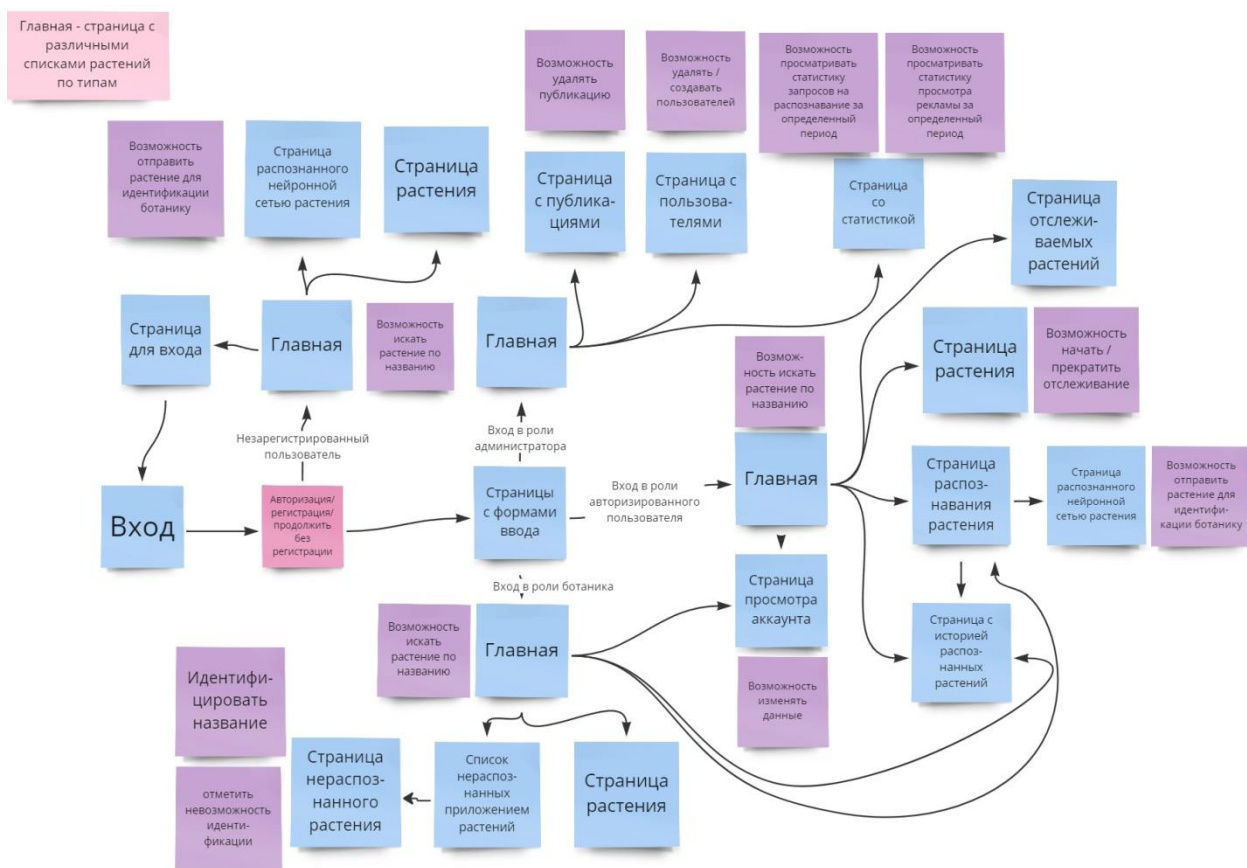 Главная - страница с
различными
списками растений
по типам
Возможность
удалять
публикацию
Возможность
удалять /
создавать
пользователей
Возможность
просматривать
статистику
запросов на
распознавание за
определенный
период
Возможность
просматривать
статистику
просмотра
рекламы за
определенный
период
Возможность
отправить
растение для
идентификации
ботанику
Страница
распознанного
нейронной
сетью растения
Страница
растения
Страница
с публика-
циями
Страница с
пользова-
телями
Страница
со
статистикой
Страница
отслежи-
ваемых
растений
Страница
для входа
Главная
Возможность
искать
растение по
названию
Главная
Возмож-
ность искать
растение по
названию
Страница
растения
Возможность
начать /
прекратить
отслеживание
Незарегистрированный
пользователь
Вход в роли
администратора
Вход
Авторизация/
регистрация/
продолжить
без
регистрации
Страницы
с формами
ввода
Вход в роли
авторизированного
пользователя
Главная
Страница
распоз-
навания
растения
Страница
распознанного
нейронной
сетью растения
Возможность
отправить
растение для
идентифи-
кации ботанику
Вход в роли ботаника
Возможность
искать
растение по
названию
Главная
Страница
просмотра
аккаунта
Страница с
историей
распоз-
нанных
растений
Возможность
изменять
данные
Идентифи-
цировать
название
отметить
невозможность
иденти-
фикации
Страница
нераспоз-
нанного
растения
Список
нераспоз-
нанных
приложением
растений
Страница
растения